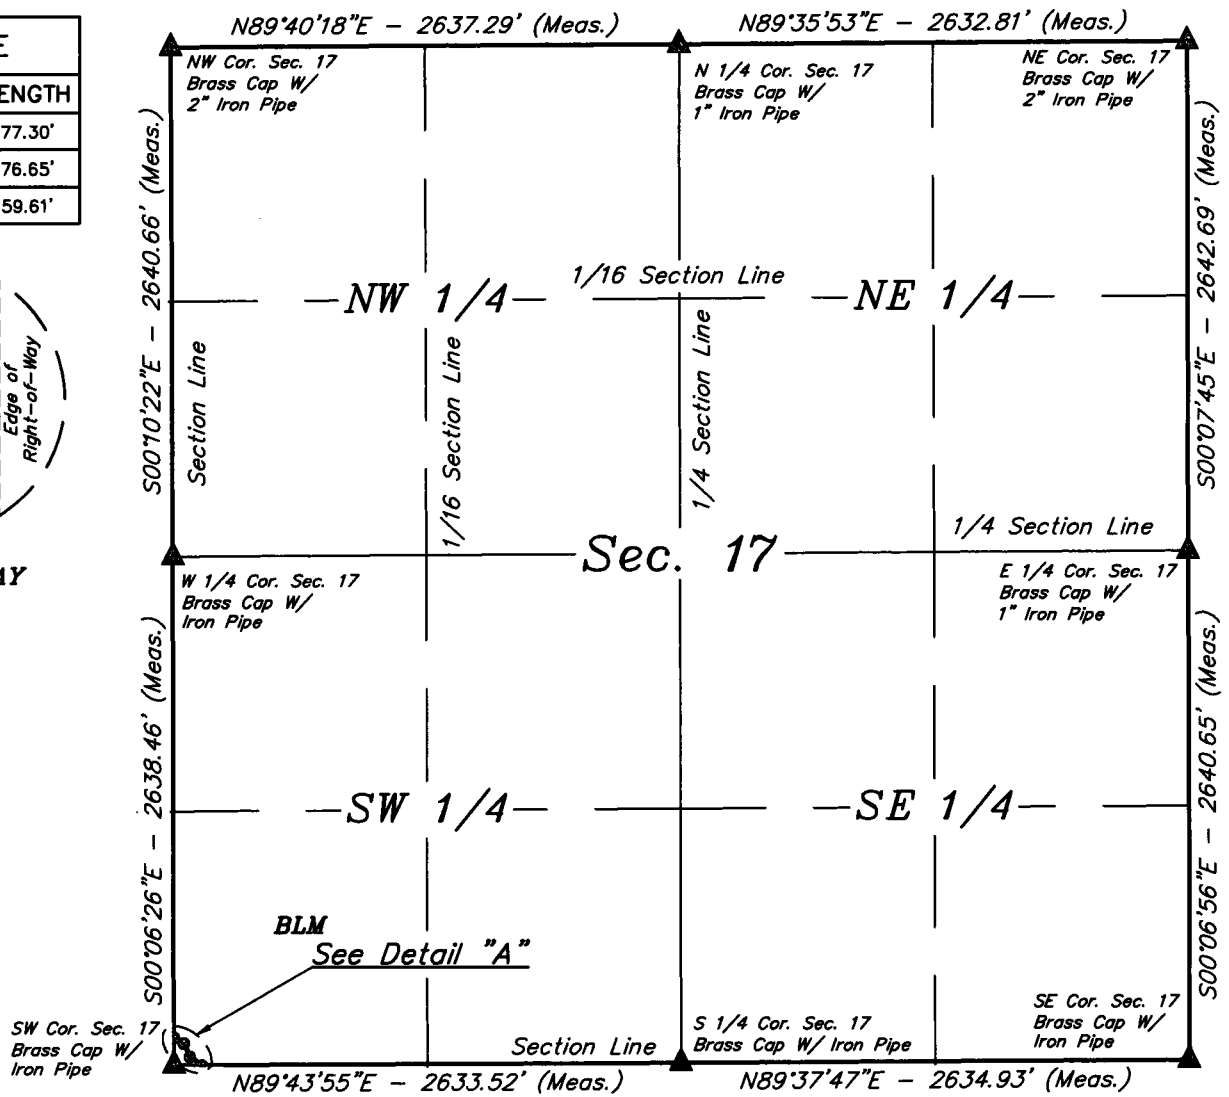 N89°40'18"E - 2637.29' (Meas.)
N89°35'53"E - 2632.81' (Meas.)
E
ENGTH
77.30'
76.65'
59.61'
NW Cor. Sec. 17
Brass Cap W/
2" Iron Pipe
N 1/4 Cor. Sec. 17
Brass Cap W/
1" Iron Pipe
NE Cor. Sec. 17
Brass Cap W/
2" Iron Pipe
S00°10'22"E - 2640.66' (Meas.)
Section Line
S00°07'45"E - 2642.69' (Meas.)
1/16 Section Line
NW 1/4
NE 1/4
1/16 Section Line
1/4 Section Line
Edge of
Right-of-Way
AY
1/4 Section Line
Sec. 17
W 1/4 Cor. Sec. 17
Brass Cap W/
Iron Pipe
E 1/4 Cor. Sec. 17
Brass Cap W/
1" Iron Pipe
S00°06'26"E - 2638.46' (Meas.)
S00°06'56"E - 2640.65' (Meas.)
SW 1/4
SE 1/4
BLM
See Detail "A"
SW Cor. Sec. 17
Brass Cap W/
Iron Pipe
Section Line
S 1/4 Cor. Sec. 17
Brass Cap W/ Iron Pipe
SE Cor. Sec. 17
Brass Cap W/
Iron Pipe
N89°43'55"E - 2633.52' (Meas.)
N89°37'47"E - 2634.93' (Meas.)